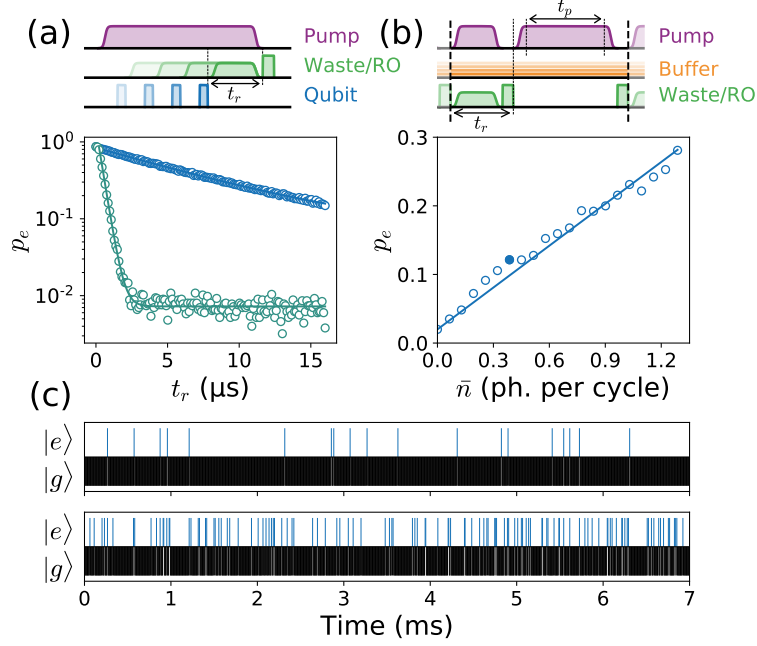 (a)
Pump
Waste/RO
Qubit
t_r
10⁰
10⁻¹
10⁻²
p_e
0 5 10 15
t_r (μs)
(b)
t_p
Pump
Buffer
Waste/RO
t_r
0.3
0.2
0.1
0.0
p_e
0.0 0.3 0.6 0.9 1.2
n̄ (ph. per cycle)
(c)
|e⟩
|g⟩
|e⟩
|g⟩
0 1 2 3 4 5 6 7
Time (ms)